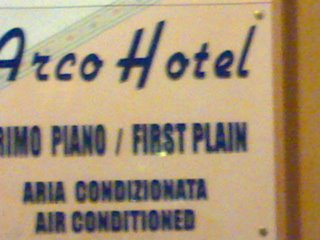 Arco Hotel
RIMO PIANO / FIRST PLAIN
ARIA CONDIZIONATA
AIR CONDITIONED